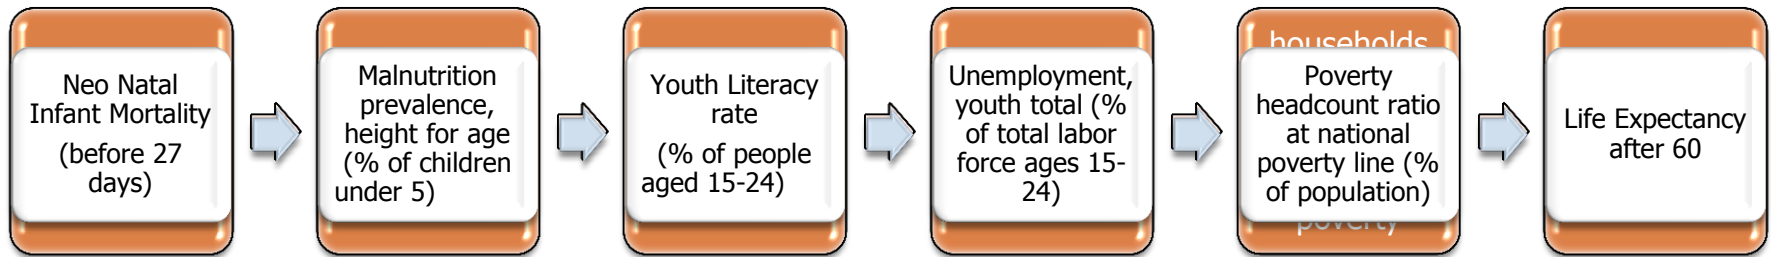 Neo Natal
Infant Mortality
(before 27
days)
Malnutrition
prevalence,
height for age
(% of children
under 5)
Youth Literacy
rate
(% of people
aged 15-24)
Unemployment,
youth total (%
of total labor
force ages 15-
24)
households
Poverty
headcount ratio
at national
poverty line (%
of population)
poverty
Life Expectancy
after 60